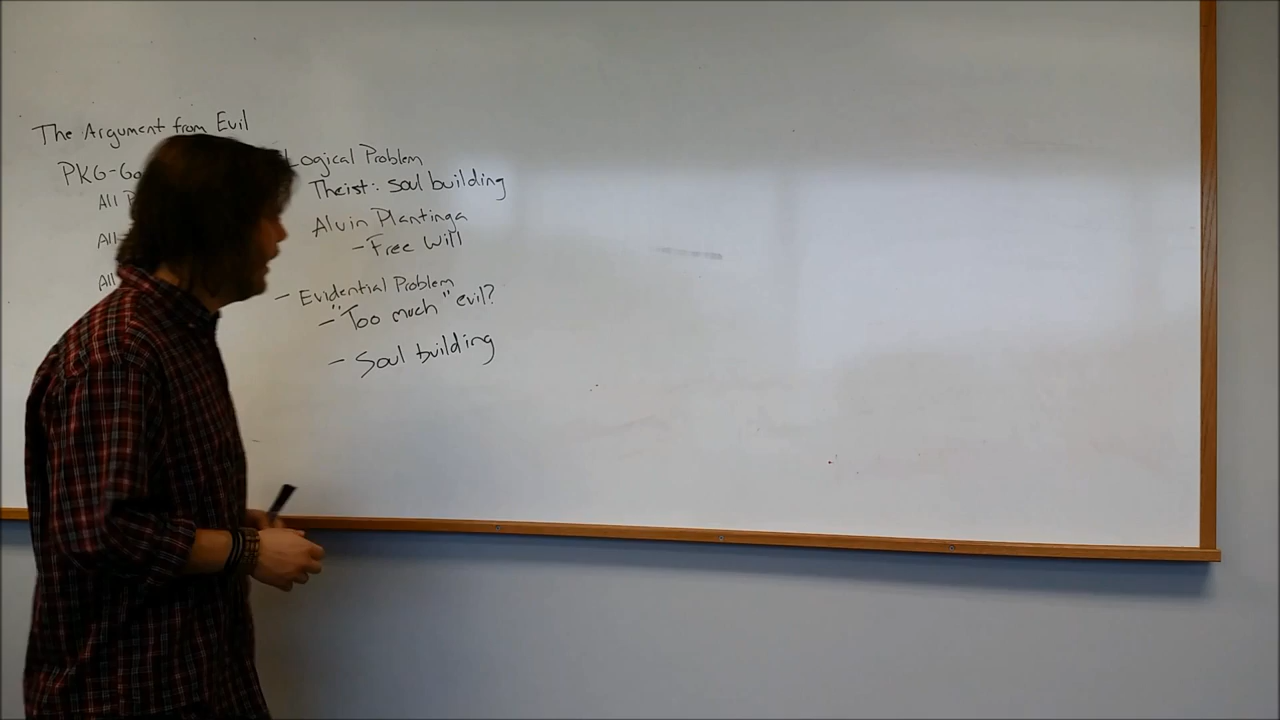 The Argument from Evil
PKG-Go
All
All
All
Logical Problem
Theist: Soul building
Alvin Plantinga
- Free Will
- Evidential Problem
- "Too much" evil?
- Soul building